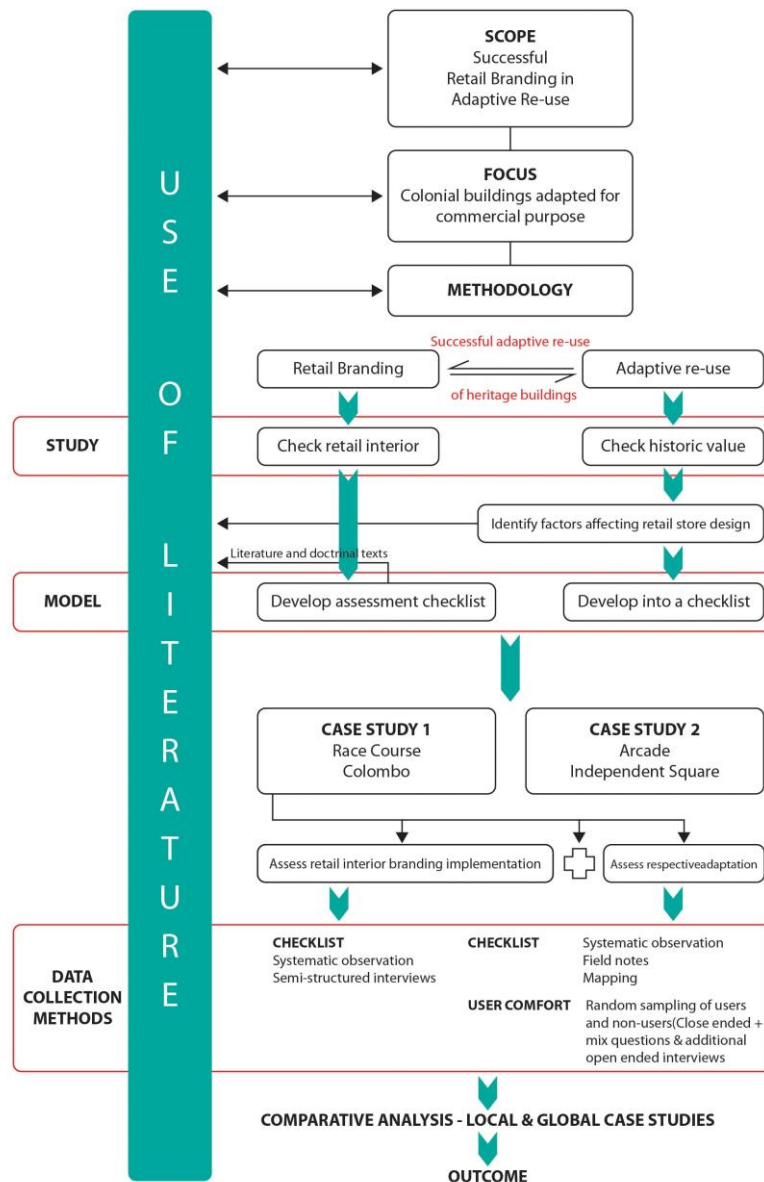 USE OF LITERATURE
SCOPE
Successful
Retail Branding in
Adaptive Re-use
FOCUS
Colonial buildings adapted for
commercial purpose
METHODOLOGY
Successful adaptive re-use
Retail Branding
Adaptive re-use
of heritage buildings
STUDY
Check retail interior
Check historic value
Identify factors affecting retail store design
Literature and doctrinal texts
MODEL
Develop assessment checklist
Develop into a checklist
CASE STUDY 1
Race Course
Colombo
CASE STUDY 2
Arcade
Independent Square
Assess retail interior branding implementation
Assess respectiveadaptation
DATA
COLLECTION
METHODS
CHECKLIST
Systematic observation
Semi-structured interviews
CHECKLIST
Systematic observation
Field notes
Mapping
USER COMFORT
Random sampling of users
and non-users(Close ended +
mix questions & additional
open ended interviews
COMPARATIVE ANALYSIS - LOCAL & GLOBAL CASE STUDIES
OUTCOME